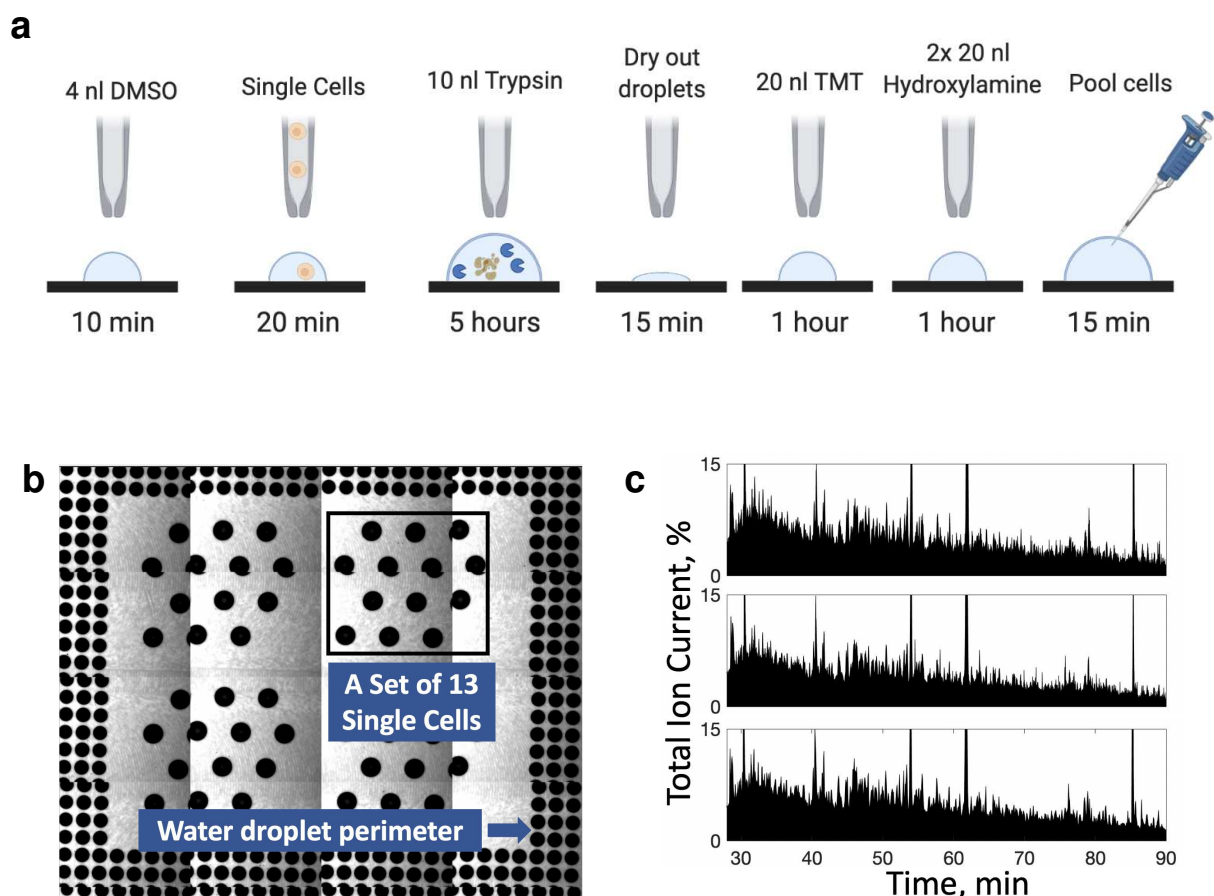 a
4 nl DMSO
Single Cells
10 nl Trypsin
Dry out
droplets
20 nl TMT
2x 20 nl
Hydroxylamine
Pool cells
10 min
20 min
5 hours
15 min
1 hour
1 hour
15 min
b
A Set of 13
Single Cells
Water droplet perimeter
c
Total Ion Current, %
15
0
15
0
15
0
30 40 50 60 70 80 90
Time, min